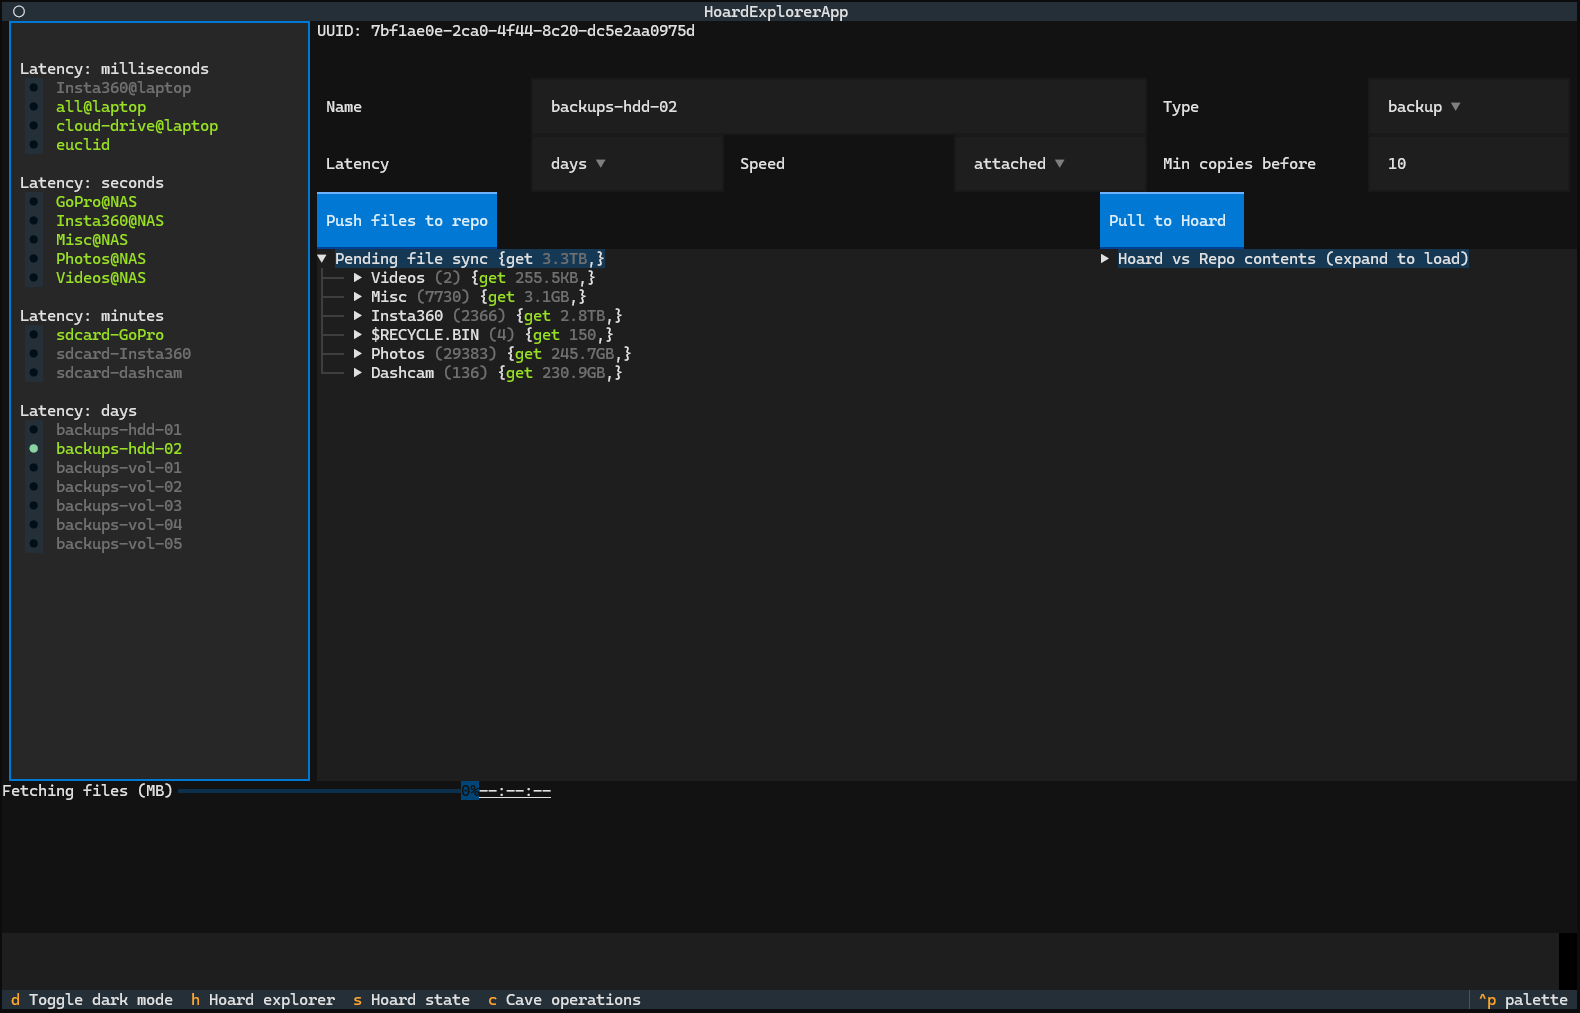 HoardExplorerApp
UUID: 7bf1ae0e-2ca0-4f44-8c20-dc5e2aa0975d
Latency: milliseconds
Insta360@laptop
all@laptop
cloud-drive@laptop
euclid
Latency: seconds
GoPro@NAS
Insta360@NAS
Misc@NAS
Photos@NAS
Videos@NAS
Latency: minutes
sdcard-GoPro
sdcard-Insta360
sdcard-dashcam
Latency: days
backups-hdd-01
backups-hdd-02
backups-vol-01
backups-vol-02
backups-vol-03
backups-vol-04
backups-vol-05
Name backups-hdd-02 Type backup ▼
Latency days ▼ Speed attached ▼ Min copies before 10
Push files to repo Pull to Hoard
▼ Pending file sync {get 3.3TB,}
▶ Videos (2) {get 255.5KB,}
▶ Misc (7730) {get 3.1GB,}
▶ Insta360 (2366) {get 2.8TB,}
▶ $RECYCLE.BIN (4) {get 150,}
▶ Photos (29383) {get 245.7GB,}
▶ Dashcam (136) {get 230.9GB,}
▶ Hoard vs Repo contents (expand to load)
Fetching files (MB) 0%--:--:--
d Toggle dark mode h Hoard explorer s Hoard state c Cave operations ^p palette